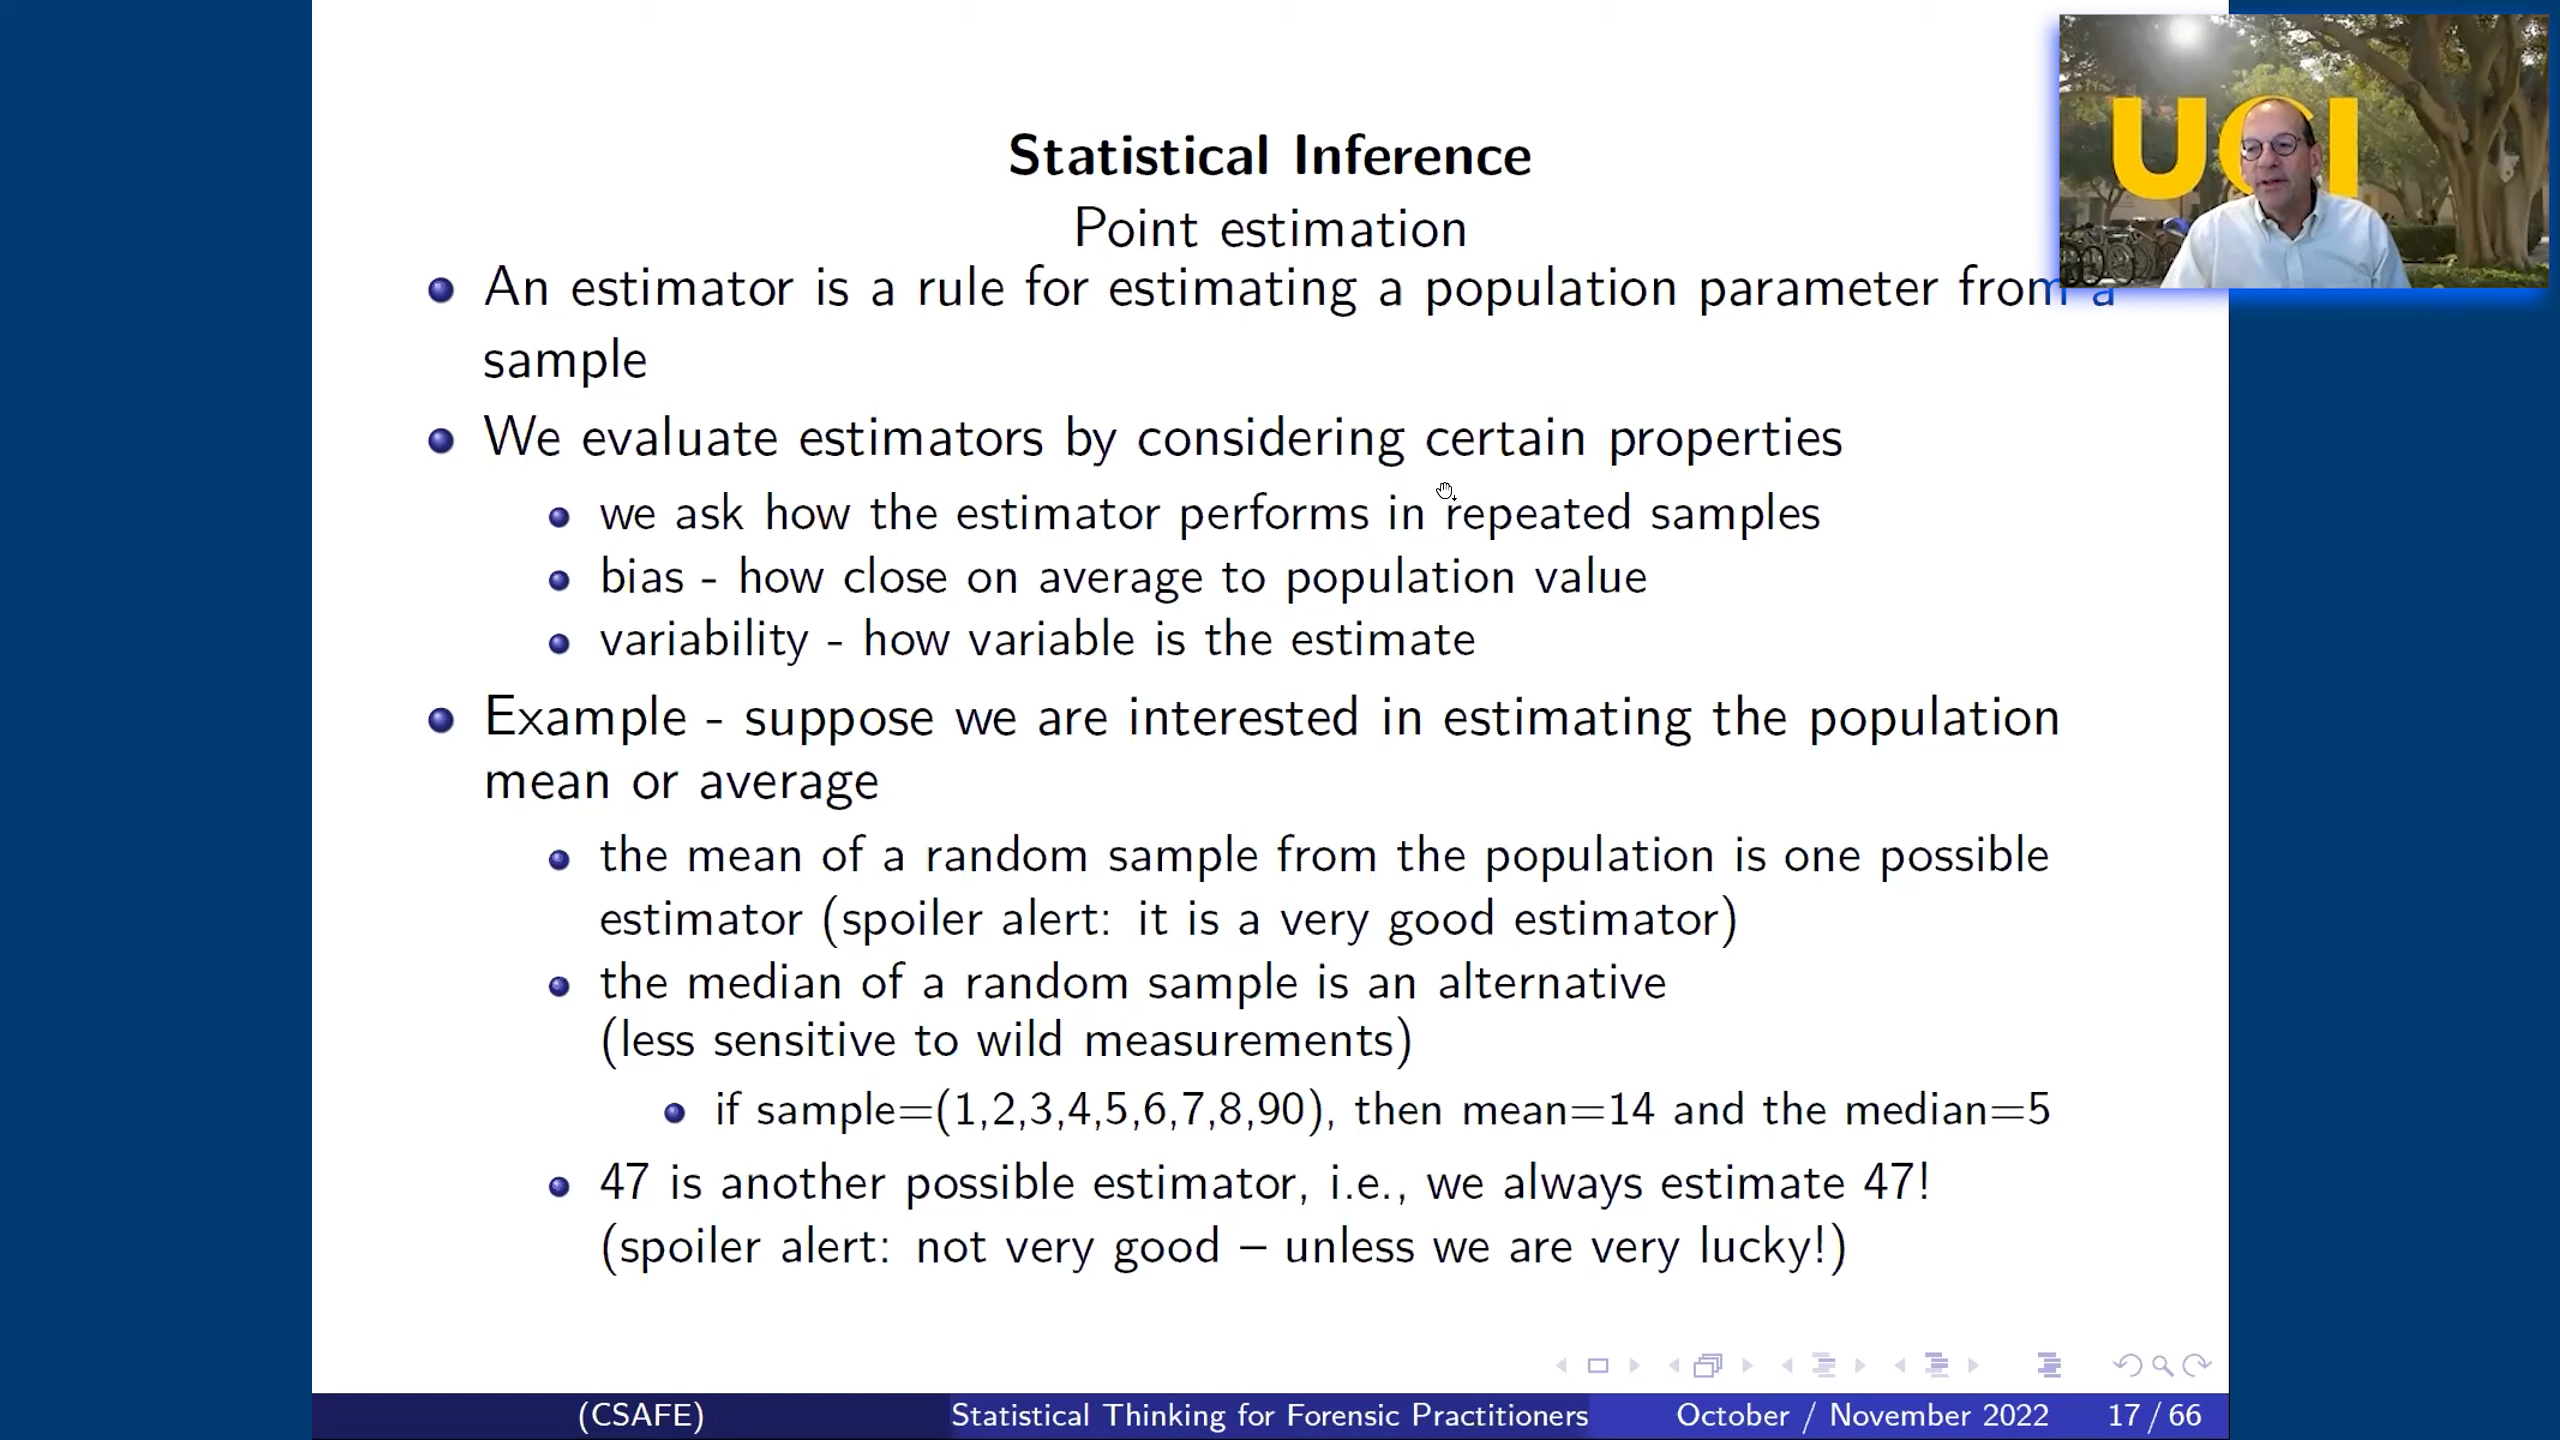 Statistical Inference
Point estimation
An estimator is a rule for estimating a population parameter from a
sample
We evaluate estimators by considering certain properties
we ask how the estimator performs in repeated samples
bias - how close on average to population value
variability - how variable is the estimate
Example - suppose we are interested in estimating the population
mean or average
the mean of a random sample from the population is one possible
estimator (spoiler alert: it is a very good estimator)
the median of a random sample is an alternative
(less sensitive to wild measurements)
if sample=(1,2,3,4,5,6,7,8,90), then mean=14 and the median=5
47 is another possible estimator, i.e., we always estimate 47!
(spoiler alert: not very good – unless we are very lucky!)
(CSAFE) Statistical Thinking for Forensic Practitioners October / November 2022 17 / 66
UCI